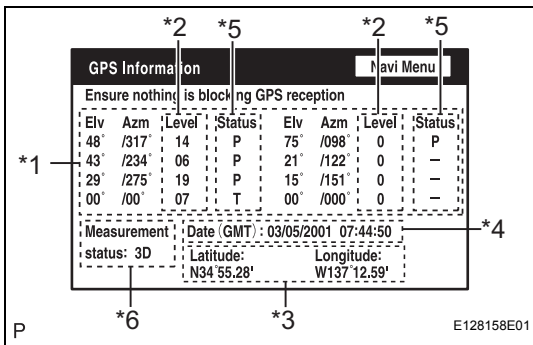 *2 *5 *2 *5
GPS Information Navi Menu
Ensure nothing is blocking GPS reception
Elv Azm Level Status Elv Azm Level Status
48° /317° 14 P 75° /098° 0 P
*1 43° /234° 06 P 21° /122° 0 –
29° /275° 19 P 15° /151° 0 –
00° /00° 07 T 00° /000° 0 –
Measurement Date (GMT) : 03/05/2001 07:44:50 *4
status: 3D Latitude: Longitude:
N34°55.28' W137°12.59'
*6 *3
P E128158E01